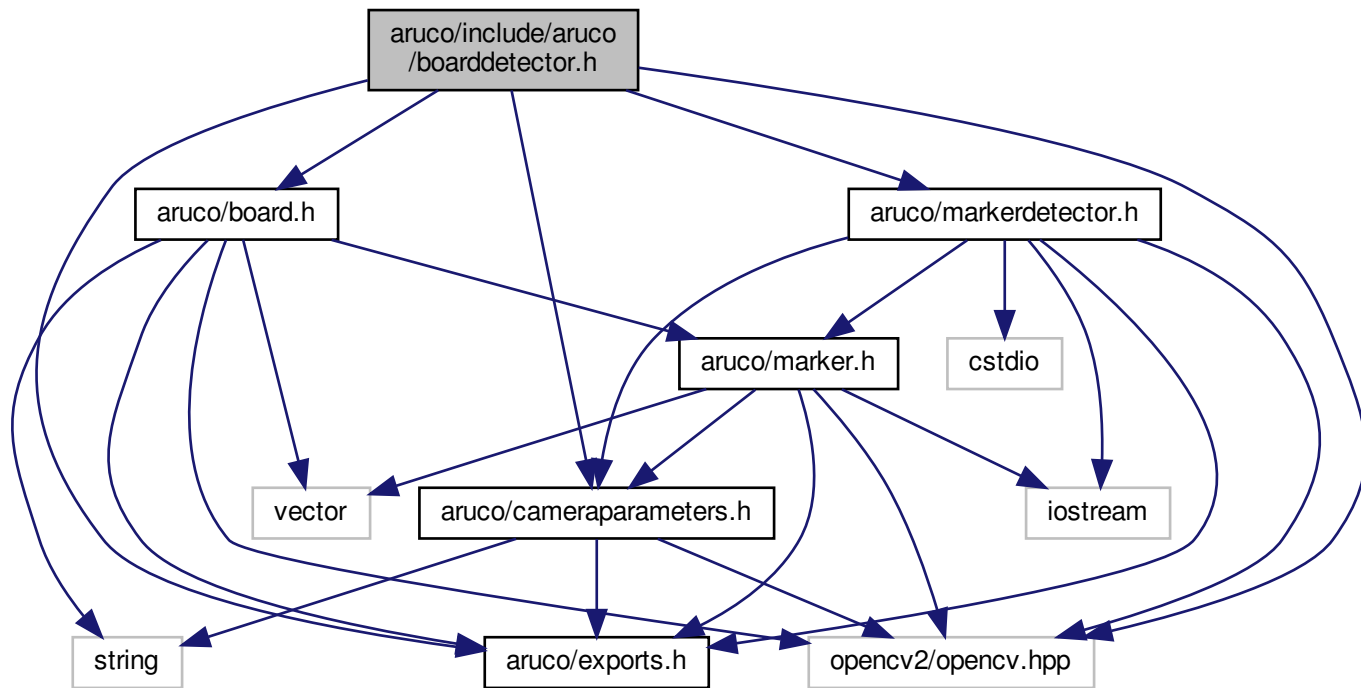 aruco/include/aruco
/boarddetector.h
aruco/board.h
aruco/markerdetector.h
aruco/marker.h
cstdio
vector
aruco/cameraparameters.h
iostream
string
aruco/exports.h
opencv2/opencv.hpp